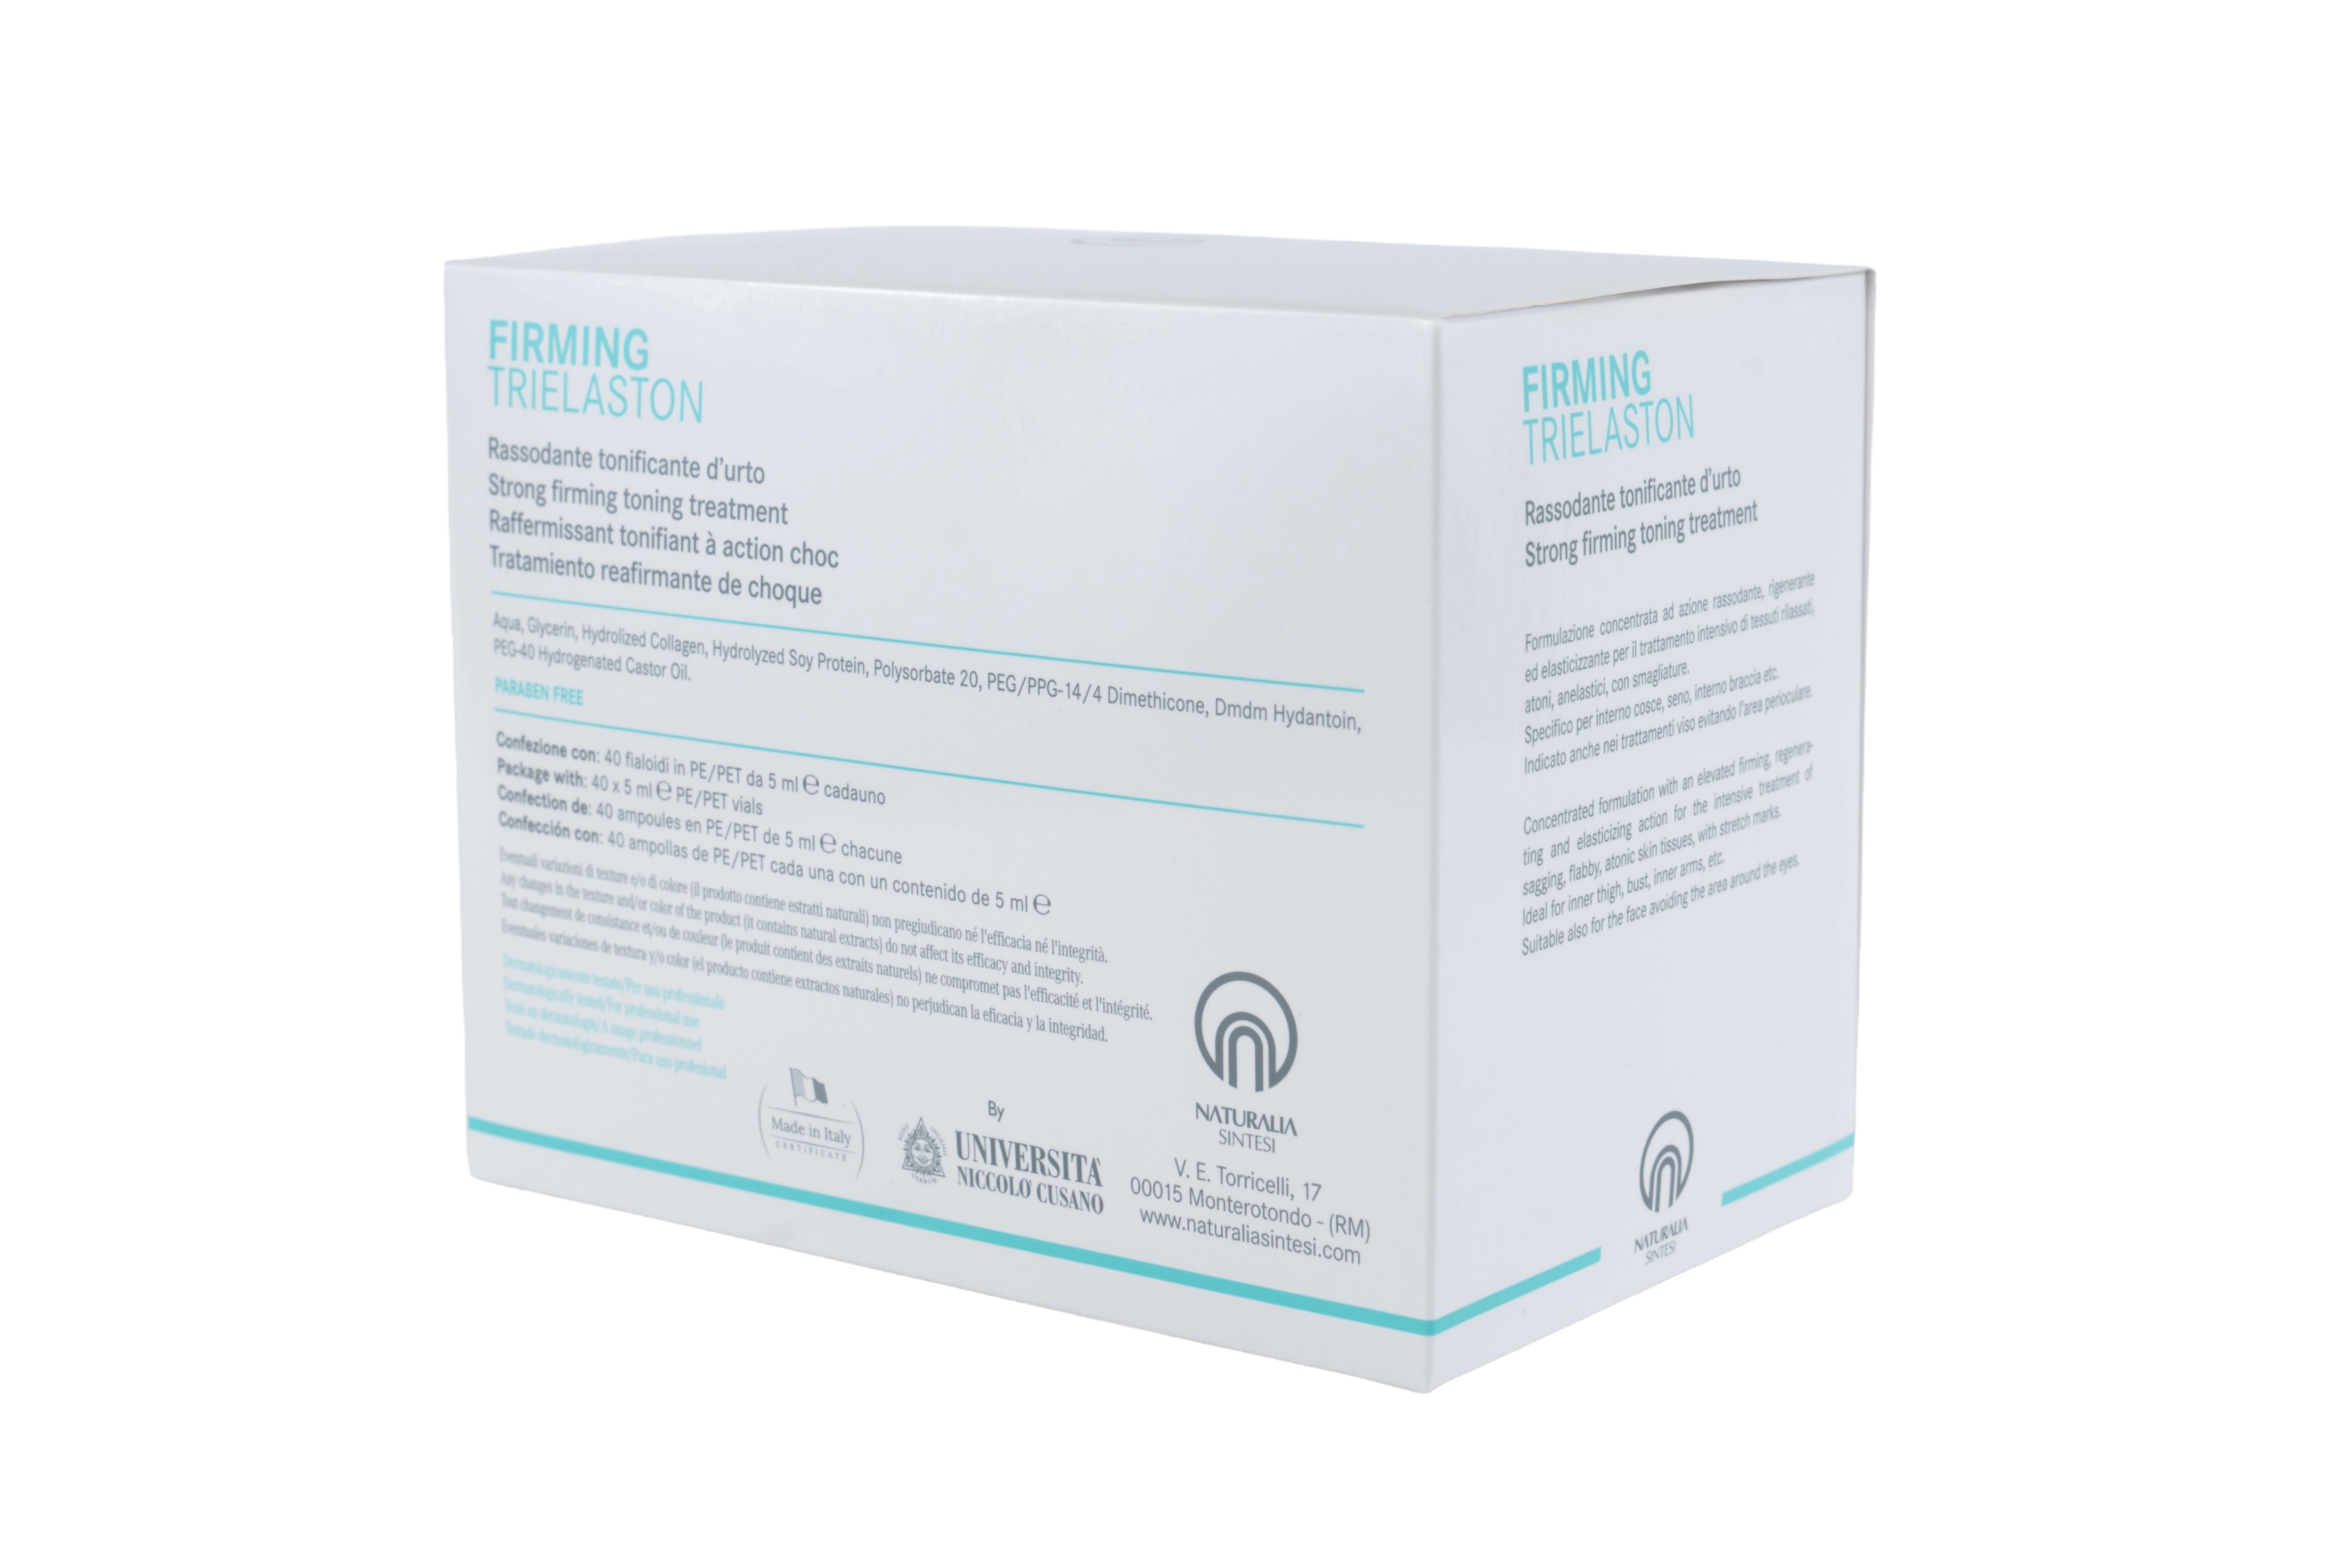 FIRMING
TRIELASTON
Rassodante tonificante d'urto
Strong firming toning treatment
Raffermissant tonifiant à action choc
Tratamiento reafirmante de choque
Aqua, Glycerin, Hydrolized Collagen, Hydrolyzed Soy Protein, Polysorbate 20, PEG/PPG-14/4 Dimethicone, Dmdm Hydantoin,
PEG-40 Hydrogenated Castor Oil.
PARABEN FREE
Confezione con: 40 fialoidi in PE/PET da 5 ml ℮ cadauno
Package with: 40 x 5 ml ℮ PE/PET vials
Confection de: 40 ampoules en PE/PET de 5 ml ℮ chacune
Confección con: 40 ampollas de PE/PET cada una con un contenido de 5 ml ℮
Eventuali variazioni di texture e/o di colore (il prodotto contiene estratti naturali) non pregiudicano né l'efficacia né l'integrità.
Any changes in the texture and/or color of the product (it contains natural extracts) do not affect its efficacy and integrity.
Tout changement de consistance et/ou de couleur (le produit contient des extraits naturels) ne compromet pas l'efficacité et l'intégrité.
Eventuales variaciones de textura y/o color (el producto contiene extractos naturales) no perjudican la eficacia y la integridad.
Dermatologicamente testato/Per uso professionale
Dermatologically tested/For professional use
Testé en dermatologie/A usage professionnel
Testado dermatológicamente/Para uso profesional
Made in Italy
CERTIFICATE
By
UNIVERSITA'
NICCOLO' CUSANO
NATURALIA
SINTESI
V. E. Torricelli, 17
00015 Monterotondo - (RM)
www.naturaliasintesi.com
FIRMING
TRIELASTON
Rassodante tonificante d'urto
Strong firming toning treatment
Formulazione concentrata ad azione rassodante, rigenerante
ed elasticizzante per il trattamento intensivo di tessuti rilassati,
atoni, anelastici, con smagliature.
Specifico per interno cosce, seno, interno braccia etc.
Indicato anche nei trattamenti viso evitando l'area perioculare.
Concentrated formulation with an elevated firming, regenera-
ting and elasticizing action for the intensive treatment of
sagging, flabby, atonic skin tissues, with stretch marks.
Ideal for inner thigh, bust, inner arms, etc.
Suitable also for the face avoiding the area around the eyes.
NATURALIA
SINTESI